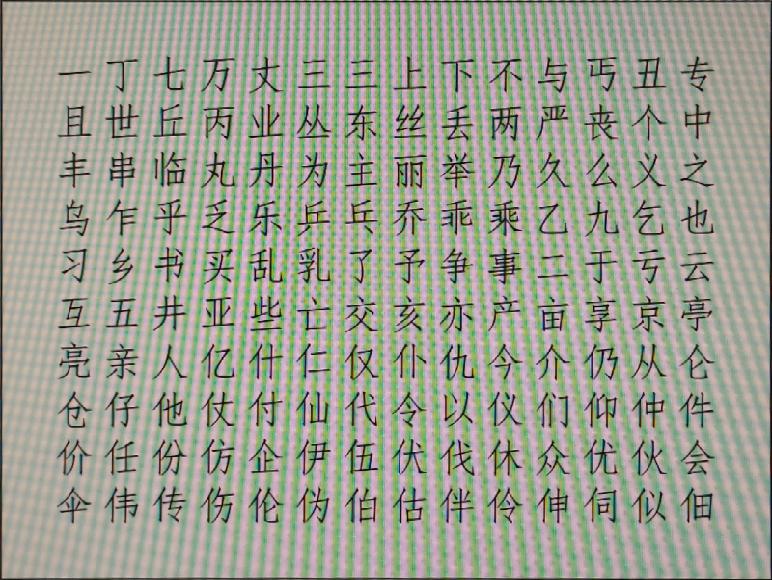 一丁七万丈三三上下不与丐丑专
且世丘丙业丛东丝丢两严丧个中
丰串临丸丹为主丽举乃久么义之
乌乍乎乏乐乒乓乔乖乘乙九乞也
习乡书买乱乳了予争事二于亏云
互五井亚些亡交亥亦产亩享京亭
亮亲人亿什仁仅仆仇今介仍从仑
仓仔他仗付仙代令以仪们仰仲件
价任份仿企伊伍伏伐休众优伙会
伞伟传伤伦伪伯估伴伶伸伺似佃